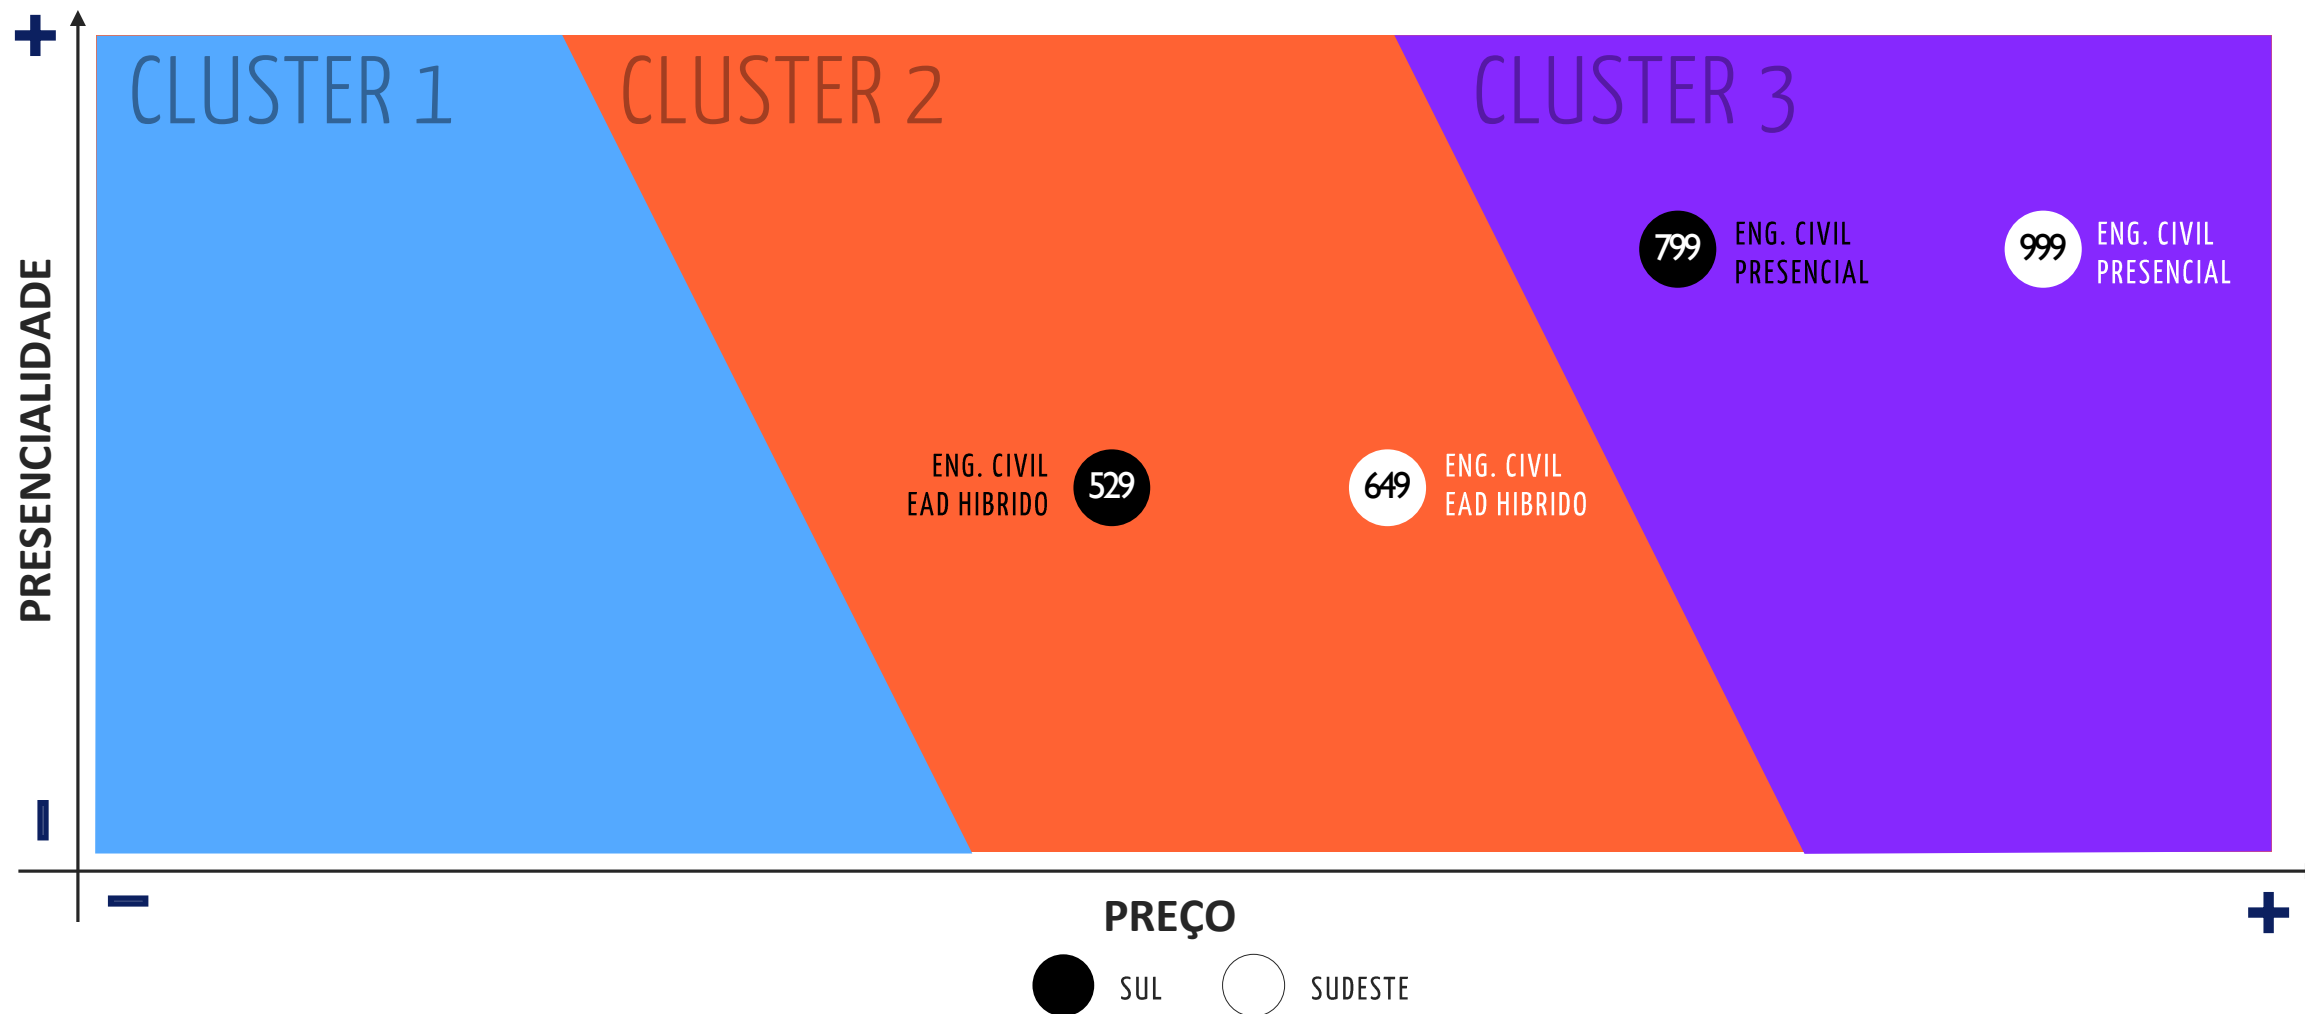 CLUSTER 1
CLUSTER 2
CLUSTER 3
799
ENG. CIVIL
PRESENCIAL
999
ENG. CIVIL
PRESENCIAL
PRESENCIALIDADE
ENG. CIVIL
EAD HIBRIDO
529
649
ENG. CIVIL
EAD HIBRIDO
PREÇO
SUL
SUDESTE